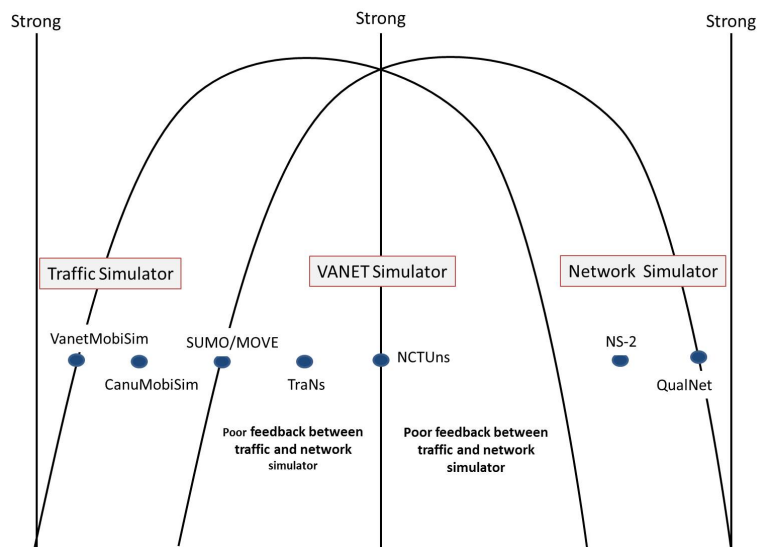 Strong
Strong
Strong
Traffic Simulator
VANET Simulator
Network Simulator
VanetMobiSim
SUMO/MOVE
NS-2
NCTUns
CanuMobiSim
TraNs
QualNet
Poor feedback between
traffic and network
simulator
Poor feedback between
traffic and network
simulator